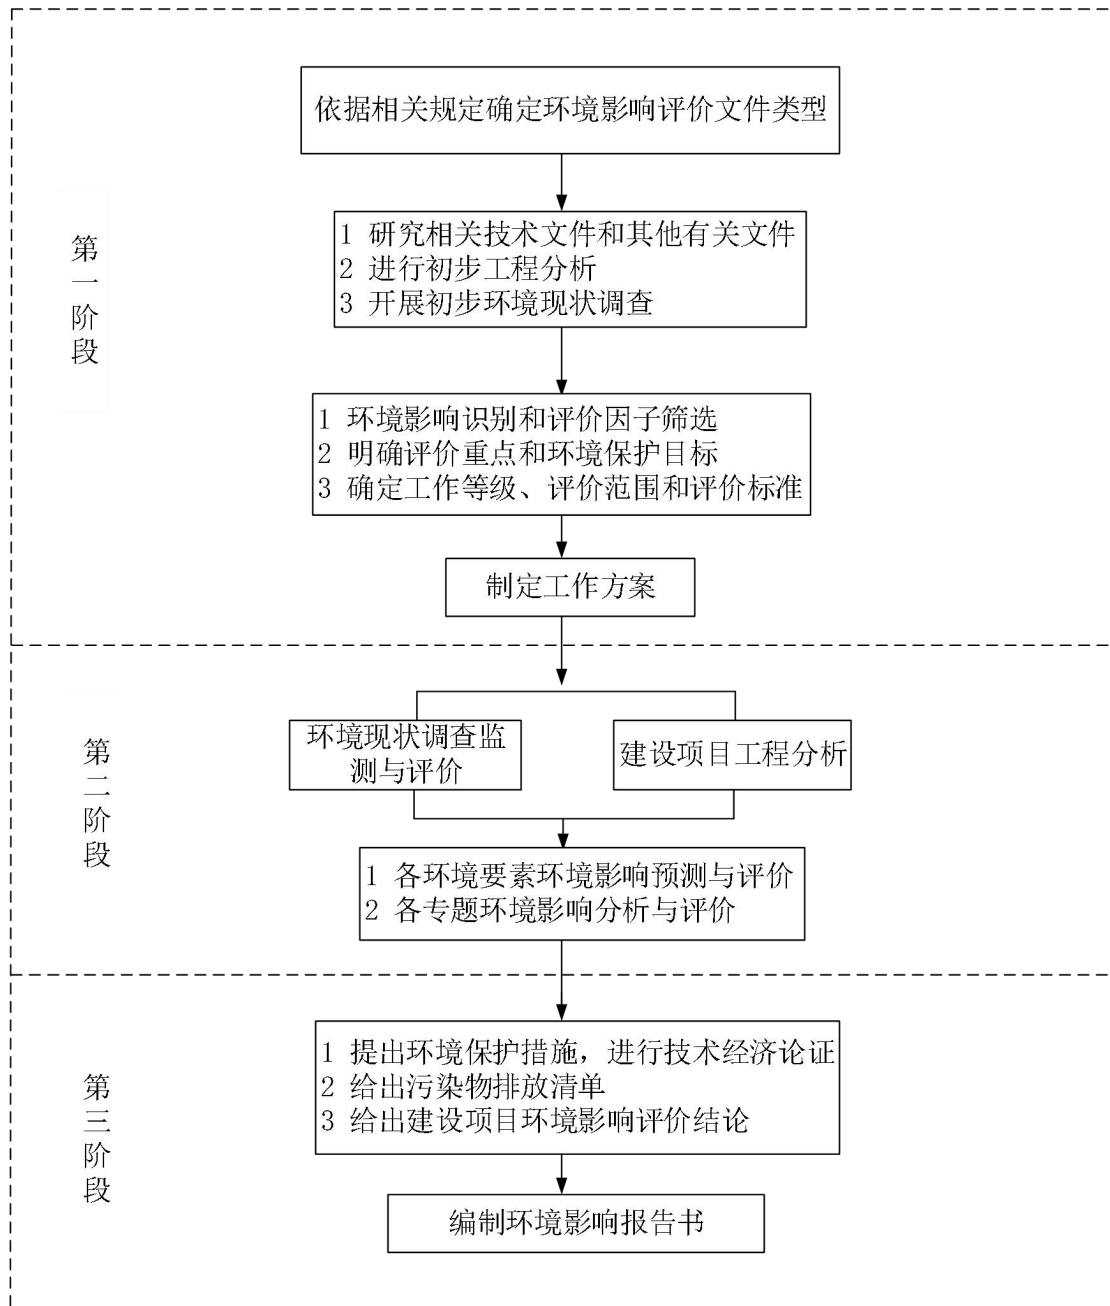 依据相关规定确定环境影响评价文件类型
第一阶段
1 研究相关技术文件和其他有关文件
2 进行初步工程分析
3 开展初步环境现状调查
1 环境影响识别和评价因子筛选
2 明确评价重点和环境保护目标
3 确定工作等级、评价范围和评价标准
制定工作方案
第二阶段
环境现状调查监
测与评价
建设项目工程分析
1 各环境要素环境影响预测与评价
2 各专题环境影响分析与评价
第三阶段
1 提出环境保护措施，进行技术经济论证
2 给出污染物排放清单
3 给出建设项目环境影响评价结论
编制环境影响报告书